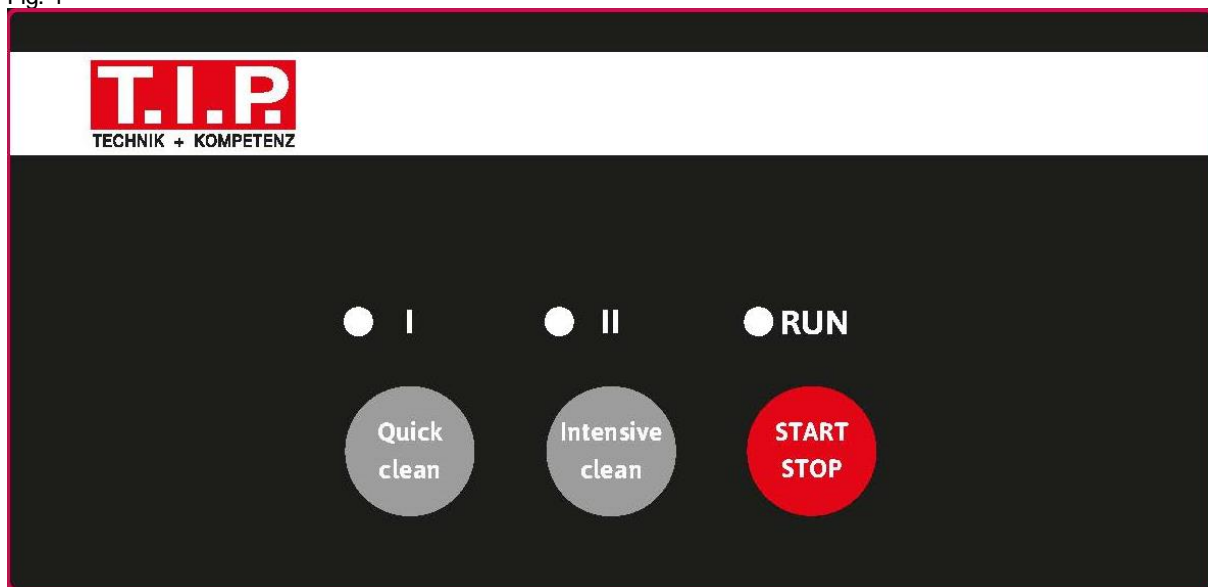 T.I.P.
TECHNIK + KOMPETENZ
I II RUN
Quick
clean
Intensive
clean
START
STOP